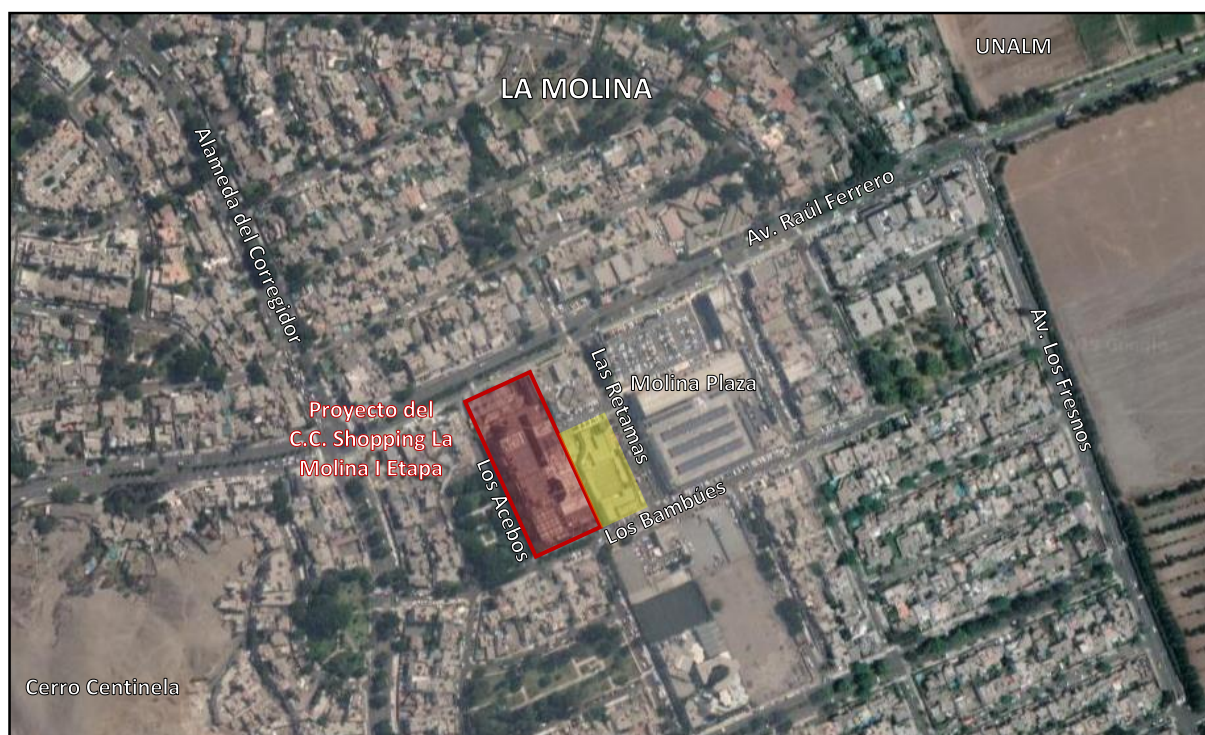 UNALM
LA MOLINA
Alameda del Corregidor
Av. Raúl Ferrero
Av. Los Fresnos
Las Retamas
Molina Plaza
Proyecto del
C.C. Shopping La
Molina I Etapa
Los Acebos
Los Bambúes
Cerro Centinela